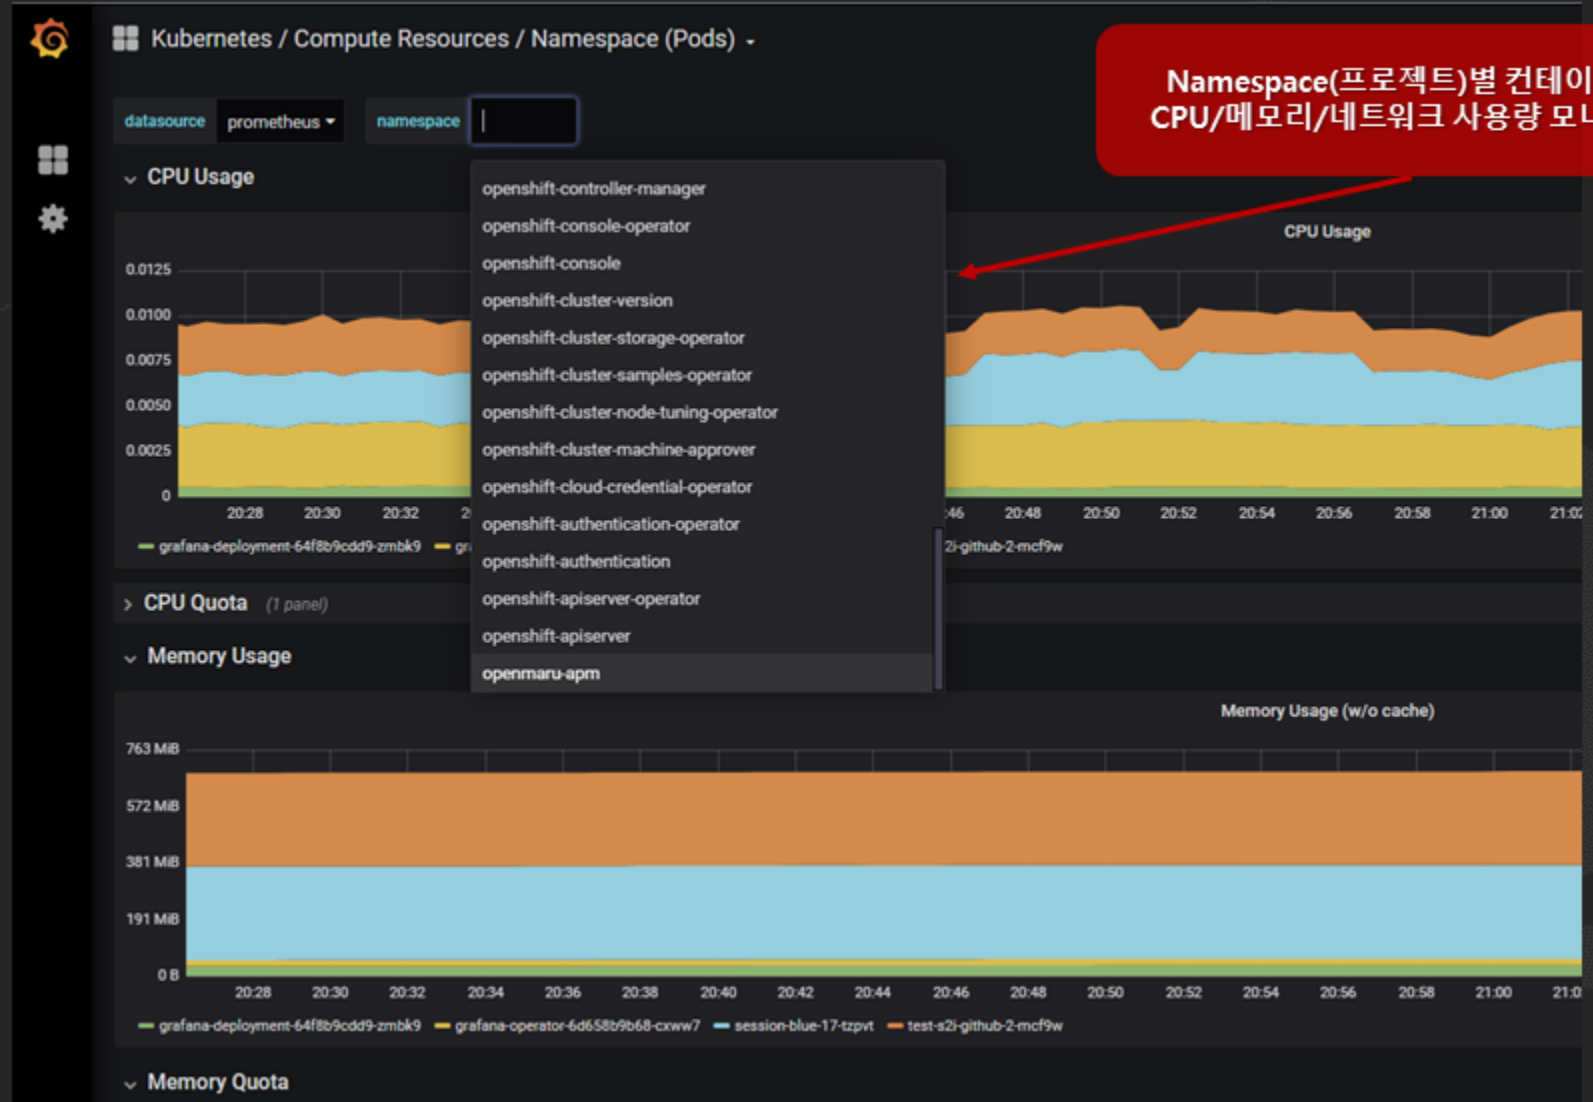 Kubernetes / Compute Resources / Namespace (Pods)
Namespace(프로젝트)별 컨테이
CPU/메모리/네트워크 사용량
datasource prometheus namespace
CPU Usage
openshift-controller-manager
openshift-console-operator
openshift-console
openshift-cluster-version
openshift-cluster-storage-operator
openshift-cluster-samples-operator
openshift-cluster-node-tuning-operator
openshift-cluster-machine-approver
openshift-cloud-credential-operator
openshift-authentication-operator
openshift-authentication
openshift-apiserver-operator
openshift-apiserver
openmaru-apm
CPU Usage
0.0125
0.0100
0.0075
0.0050
0.0025
0
20:28 20:30 20:32 :46 20:48 20:50 20:52 20:54 20:56 20:58 21:00 21:02
grafana-deployment-64f8b9cdd9-zmbk9 2i-github-2-mcf9w
CPU Quota (1 panel)
Memory Usage
Memory Usage (w/o cache)
763 MiB
572 MiB
381 MiB
191 MiB
0 B
20:28 20:30 20:32 20:34 20:36 20:38 20:40 20:42 20:44 20:46 20:48 20:50 20:52 20:54 20:56 20:58 21:00 21:0
grafana-deployment-64f8b9cdd9-zmbk9 grafana-operator-6d658b9b68-cxww7 session-blue-17-tzpvt test-s2i-github-2-mcf9w
Memory Quota